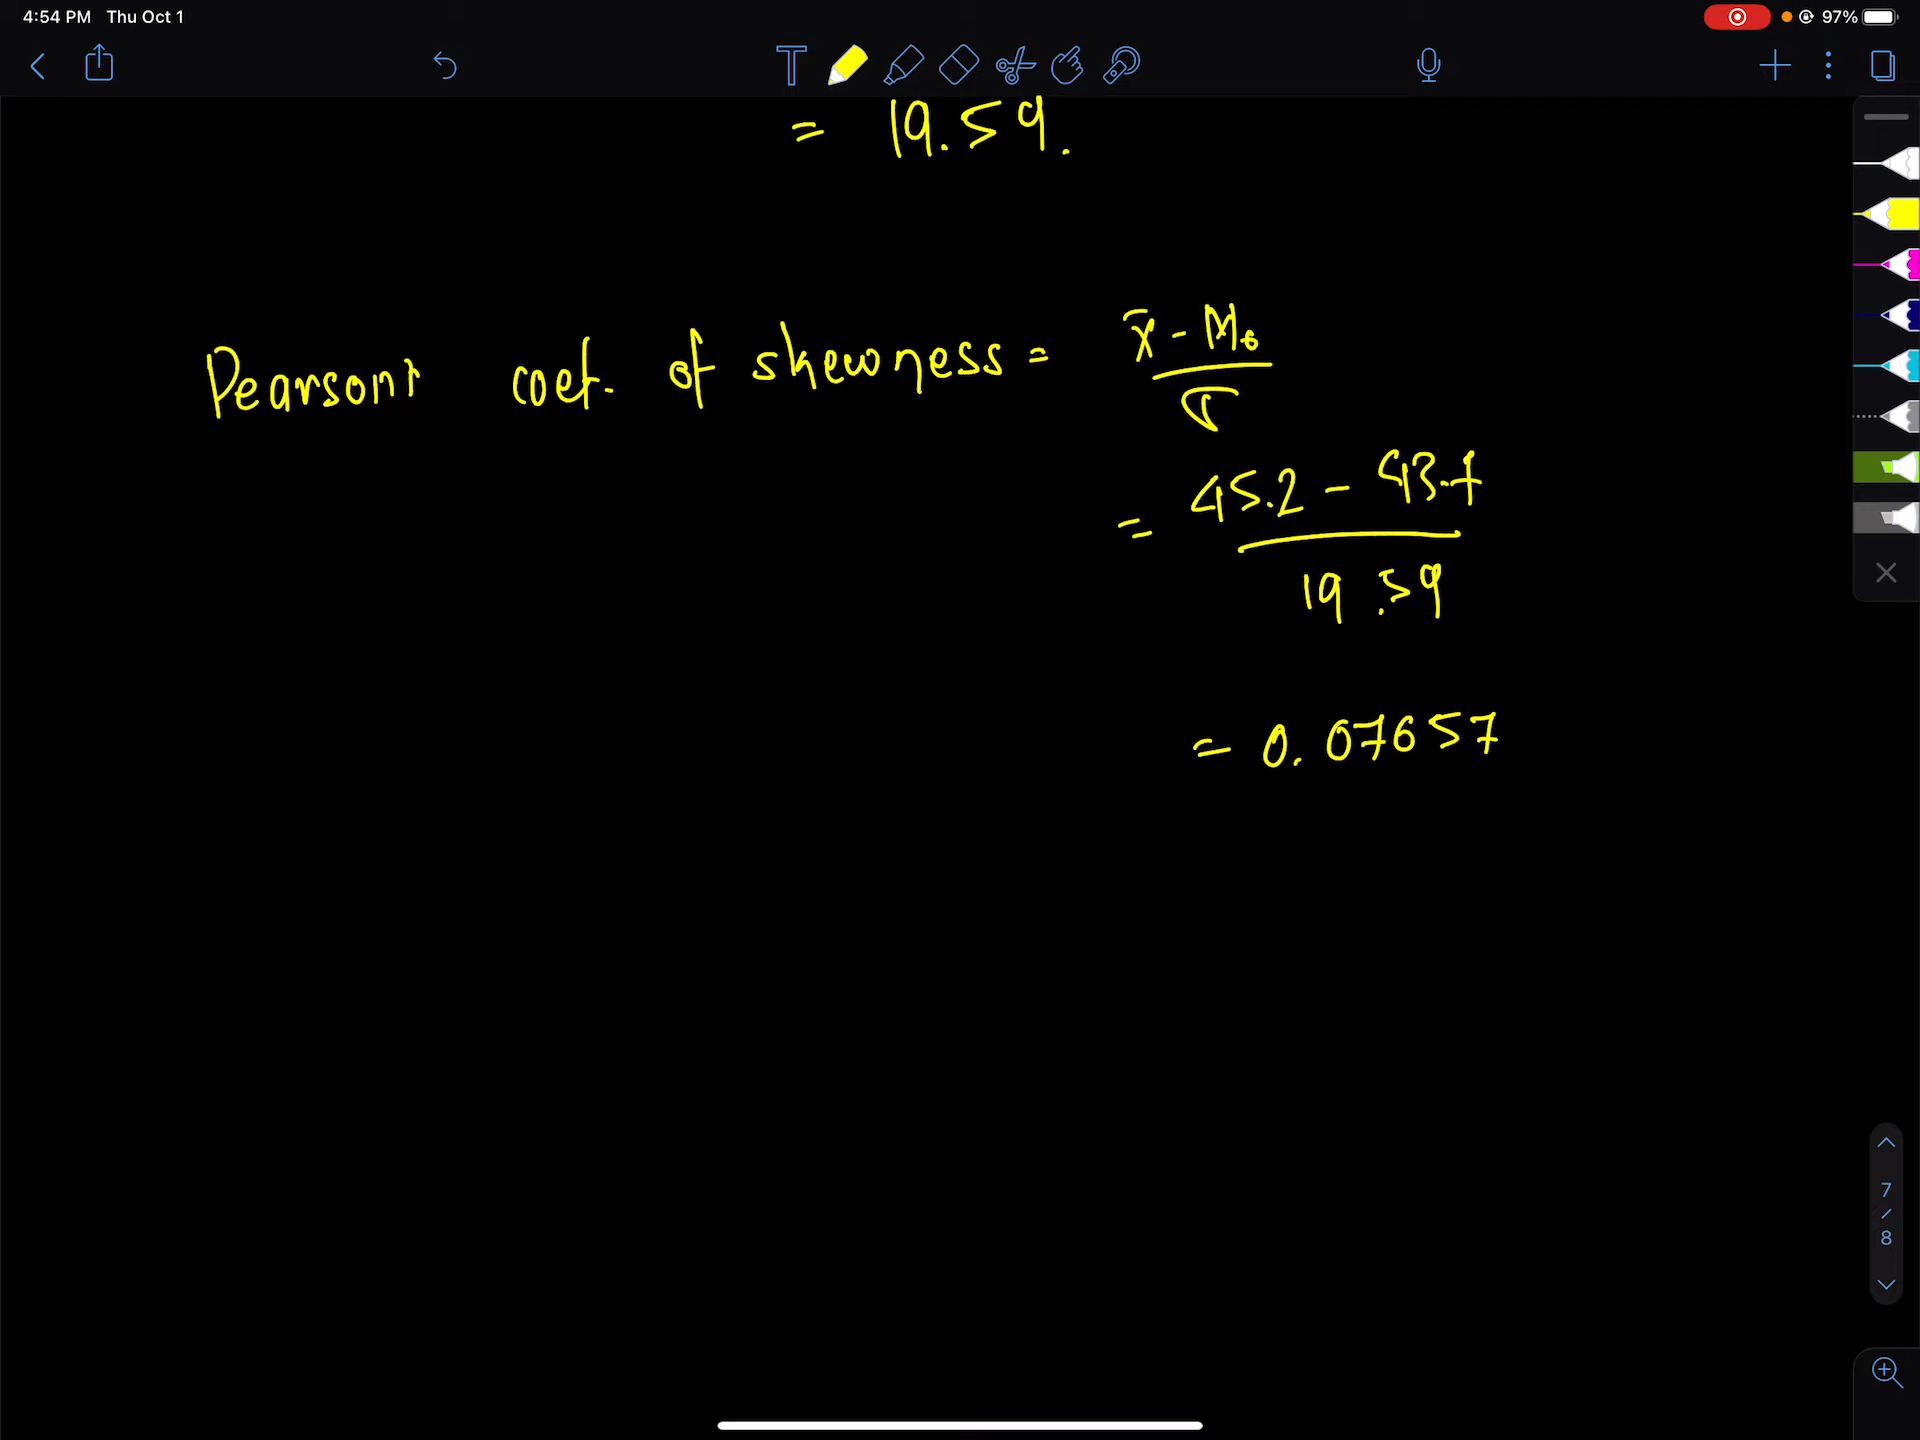 4:54 PM Thu Oct 1
97%
= 19.59.
Pearson's coef. of skewness = x̄ - Mo / σ
= 45.2 - 43.7 / 19.59
= 0.07657
7
/
8